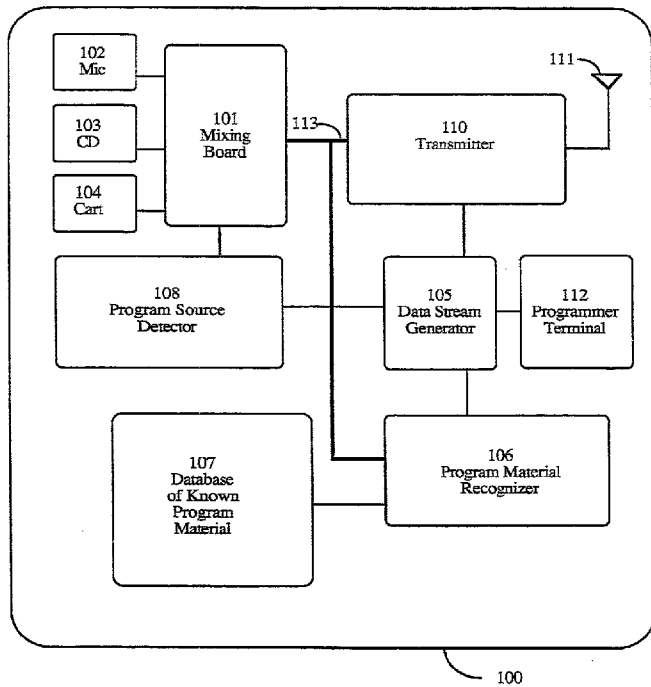 102
Mic
103
CD
104
Cart
101
Mixing
Board
113
110
Transmitter
111
108
Program Source
Detector
105
Data Stream
Generator
112
Programmer
Terminal
107
Database
of Known
Program
Material
106
Program Material
Recognizer
100